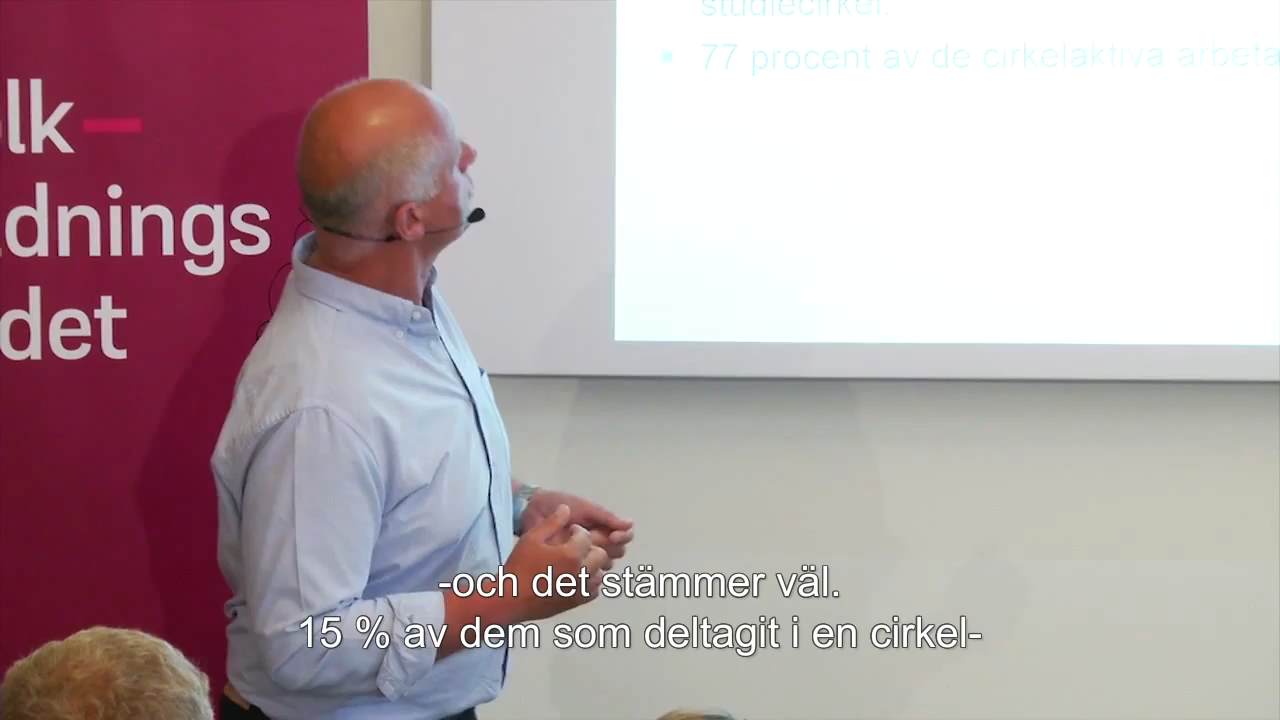 lk
dnings
det
studiecirkel.
77 procent av de cirkelaktiva arbeta
-och det stämmer väl.
15 % av dem som deltagit i en cirkel-